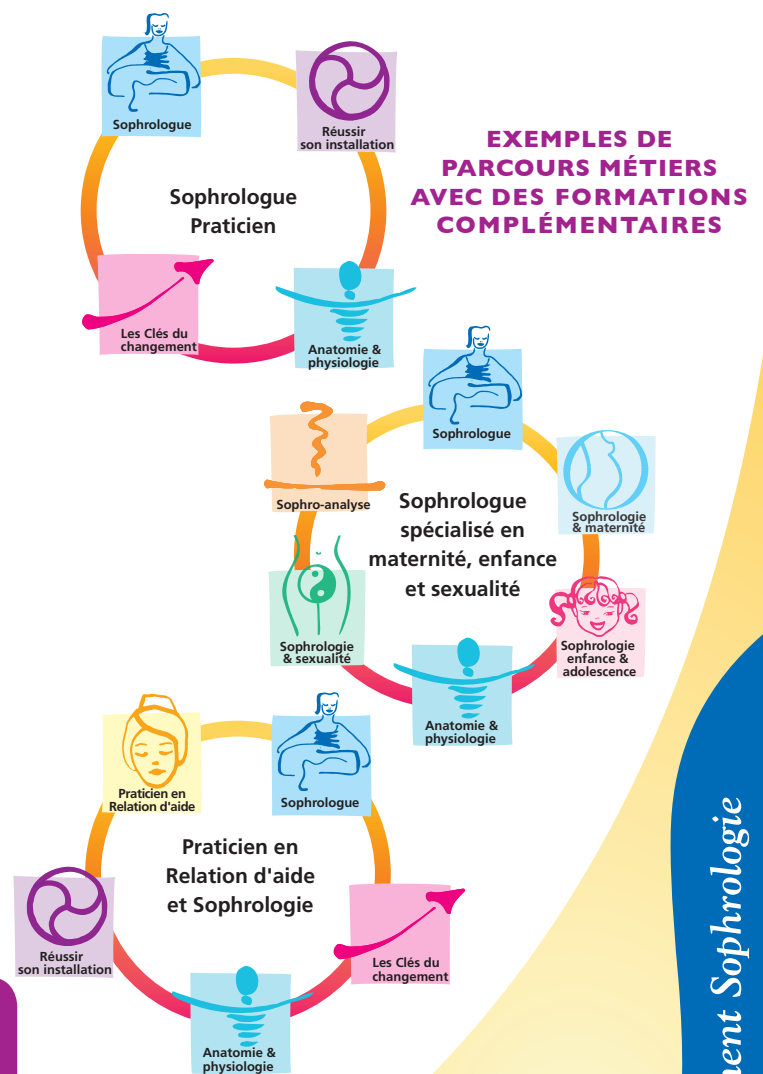 Sophrologue
Réussir
son installation
EXEMPLES DE
PARCOURS MÉTIERS
AVEC DES FORMATIONS
COMPLÉMENTAIRES
Sophrologue
Praticien
Les Clés du
changement
Anatomie &
physiologie
Sophrologue
Sophro-analyse
Sophrologie
& maternité
Sophrologue
spécialisé en
maternité, enfance
et sexualité
Sophrologie
& sexualité
Sophrologie
enfance &
adolescence
Anatomie &
physiologie
Praticien en
Relation d'aide
Sophrologue
Praticien en
Relation d'aide
et Sophrologie
Réussir
son installation
Les Clés du
changement
Anatomie &
physiologie
Sophrologie